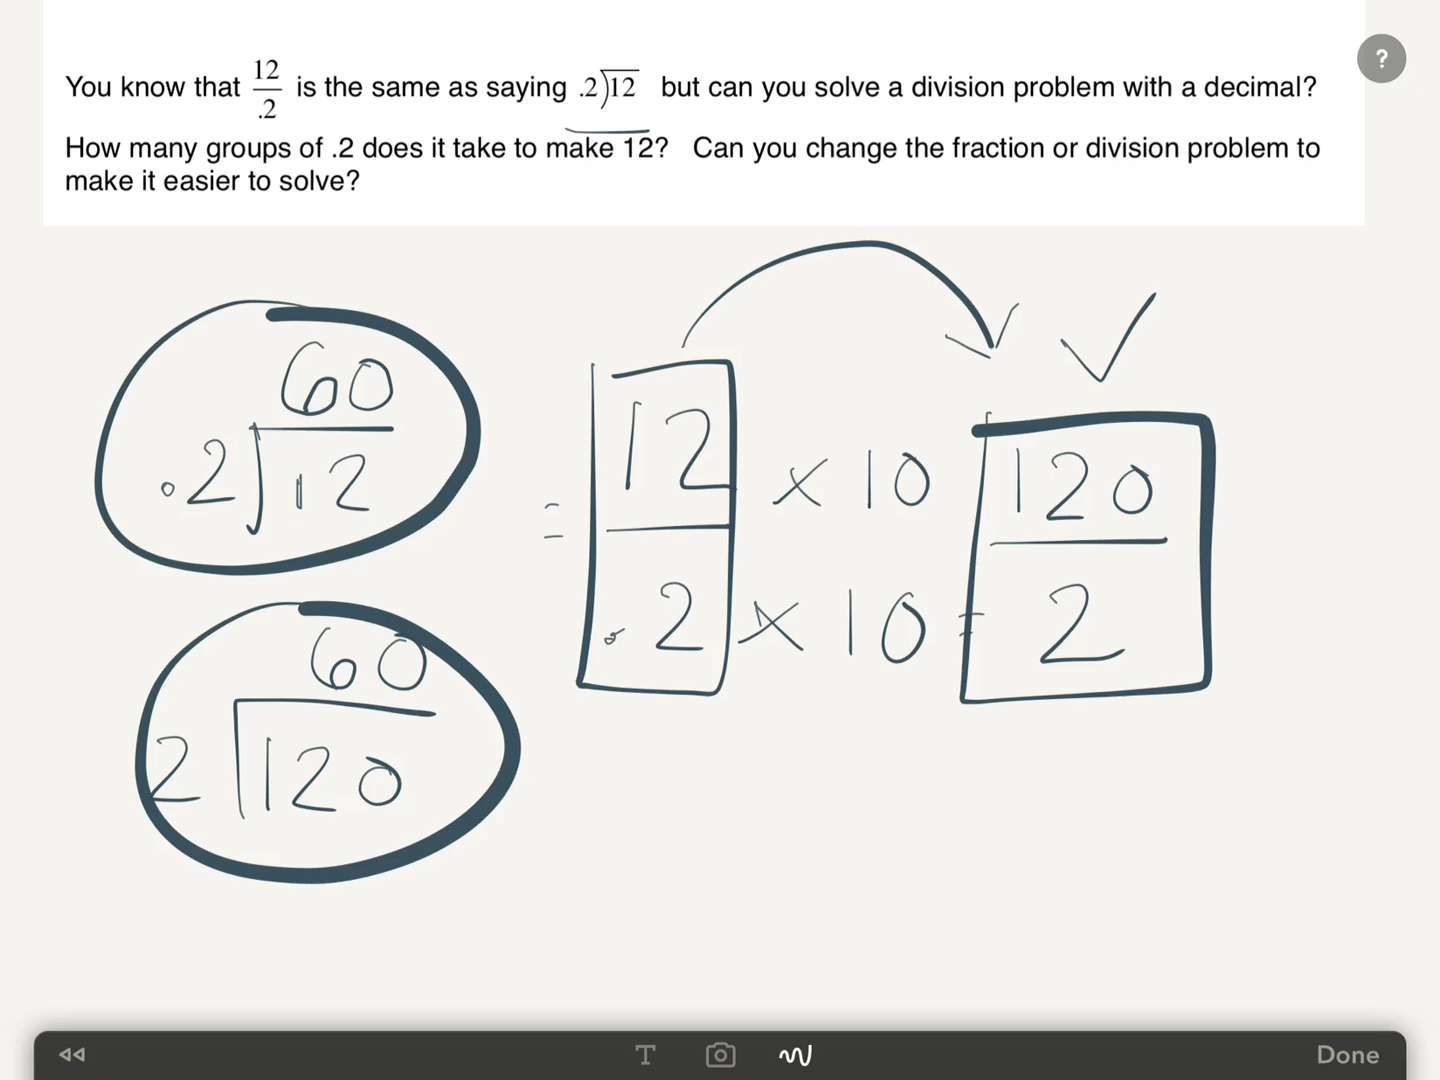 You know that 12/.2 is the same as saying .2)12 but can you solve a division problem with a decimal?
How many groups of .2 does it take to make 12? Can you change the fraction or division problem to
make it easier to solve?
?
60
.2)12
= 12 × 10 120
.2 × 10 = 2
60
2)120
T
Done